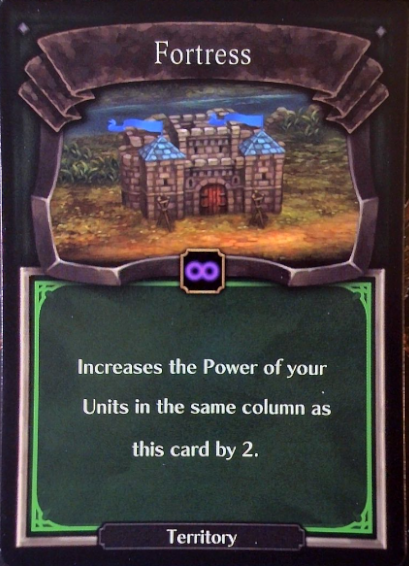 Fortress
∞
Increases the Power of your
Units in the same column as
this card by 2.
Territory